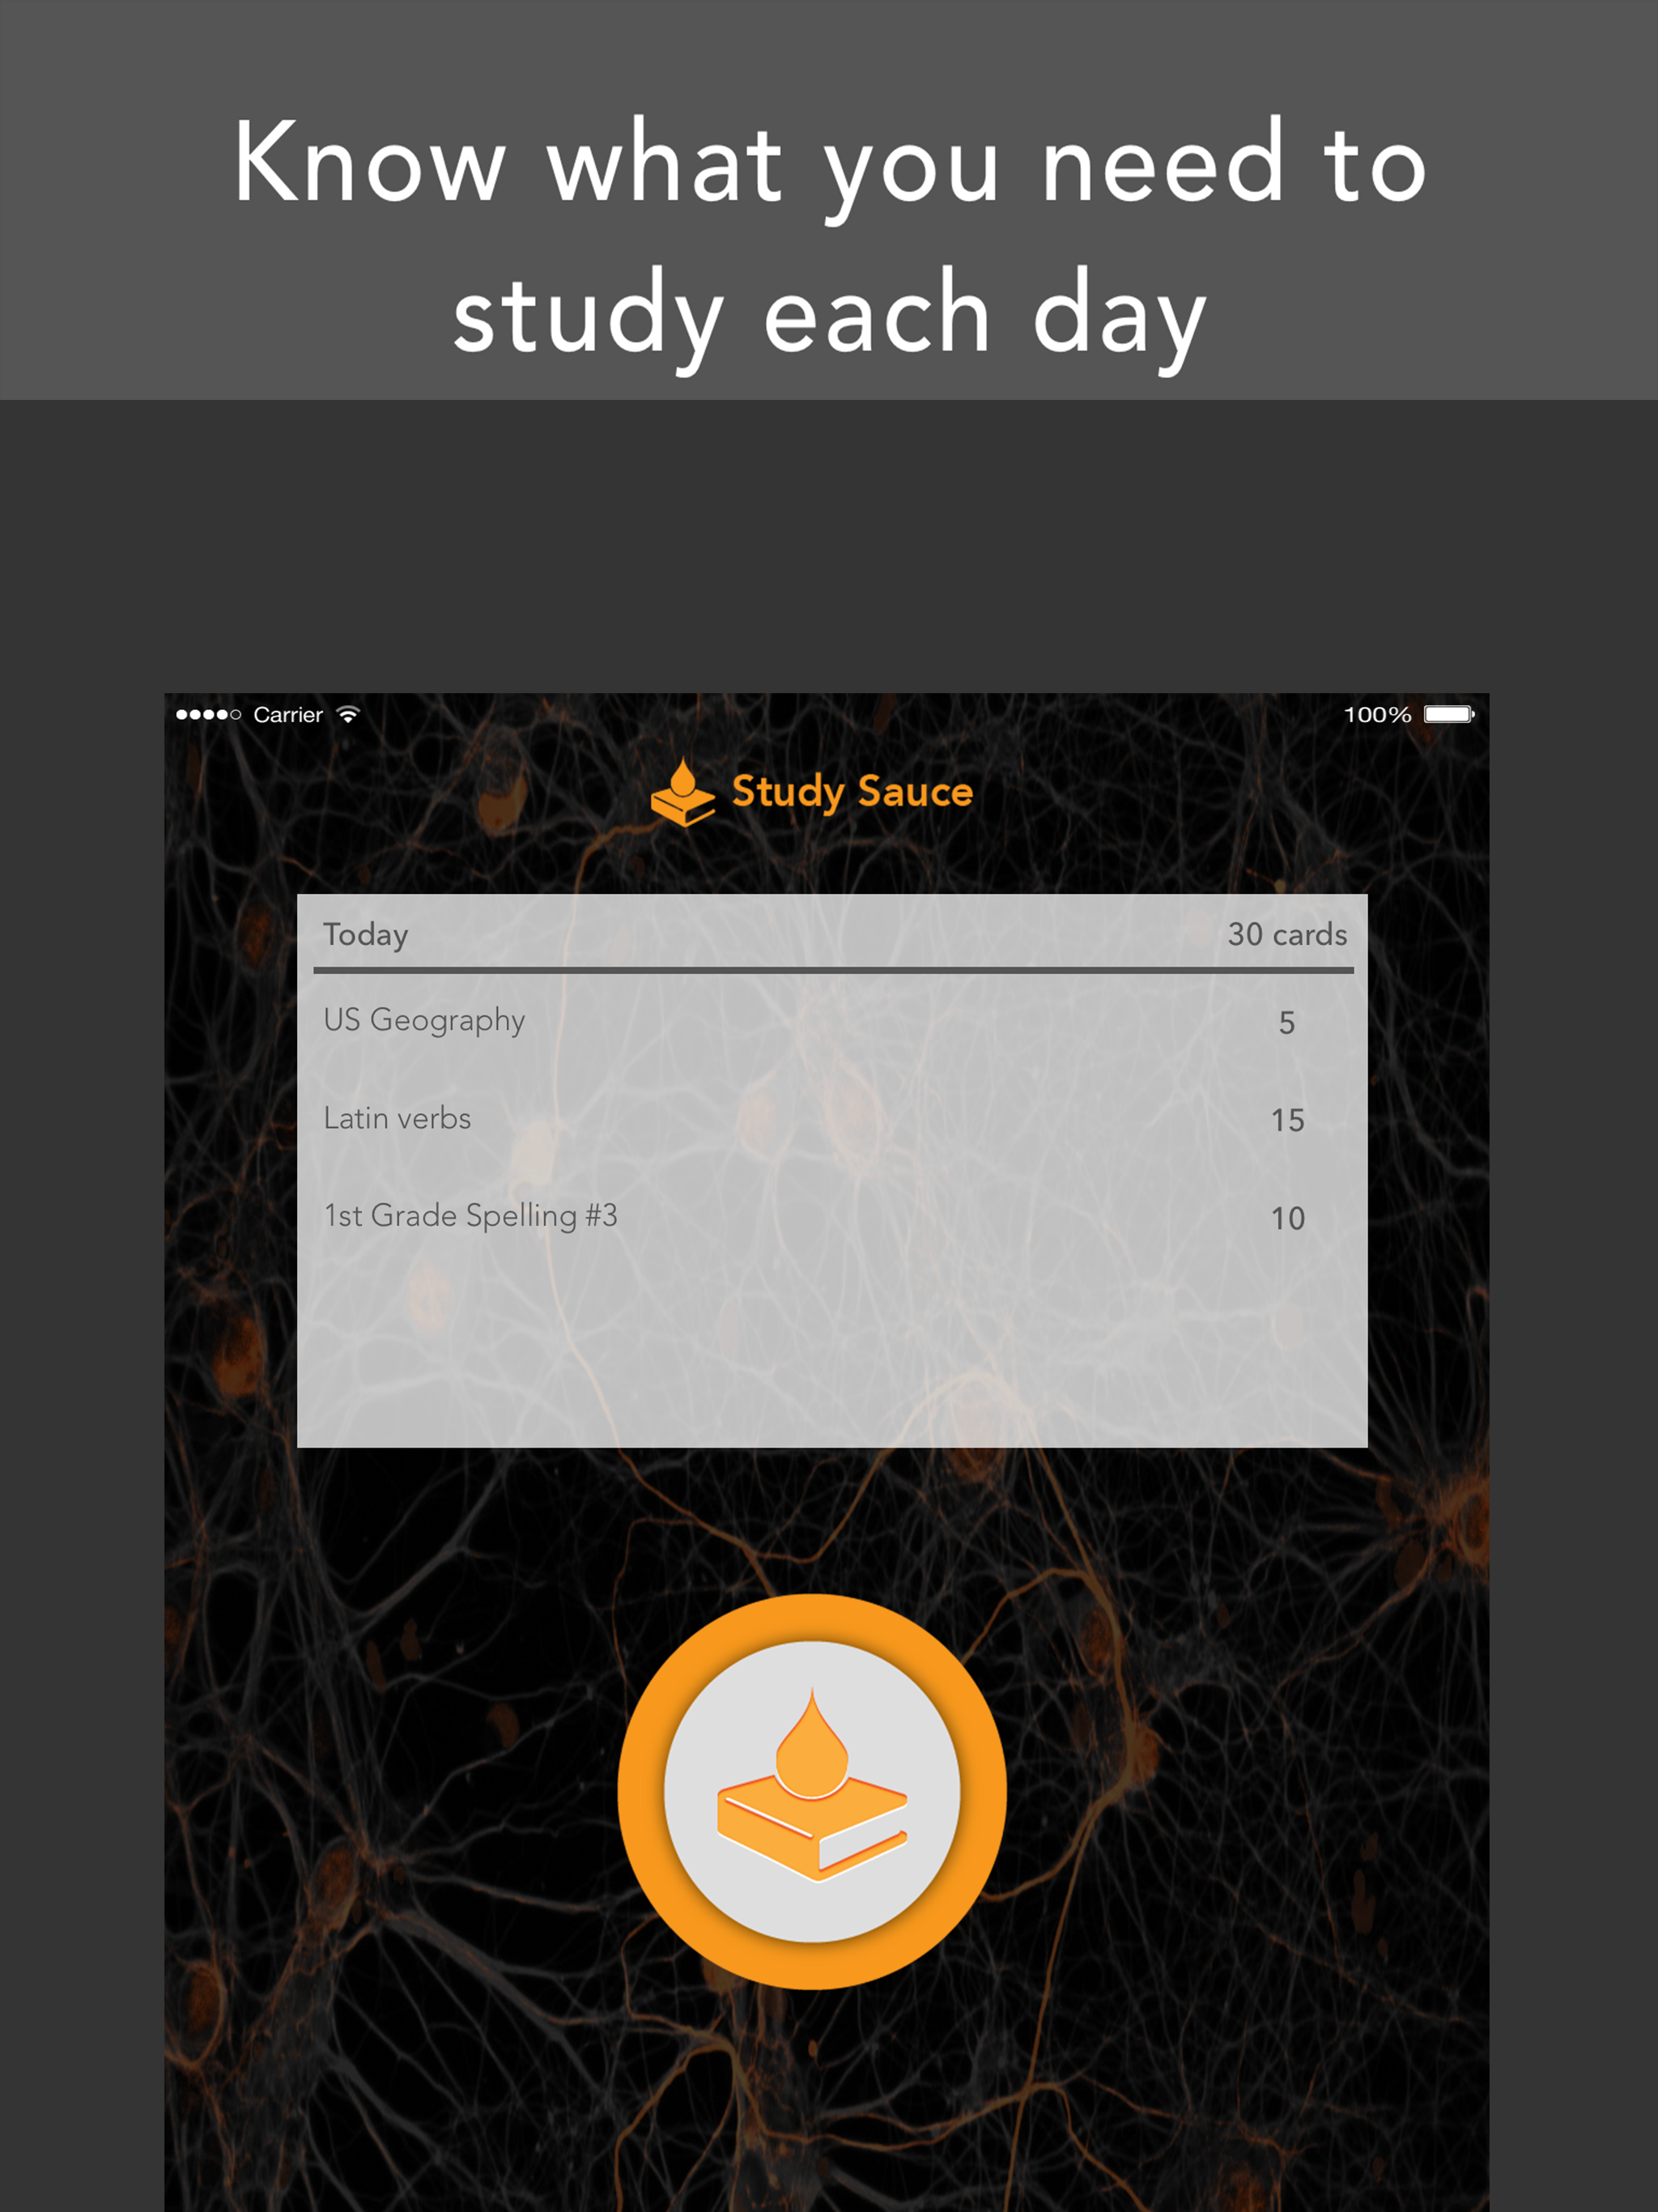 Know what you need to
study each day
Carrier 100%
Study Sauce
Today 30 cards
US Geography 5
Latin verbs 15
1st Grade Spelling #3 10